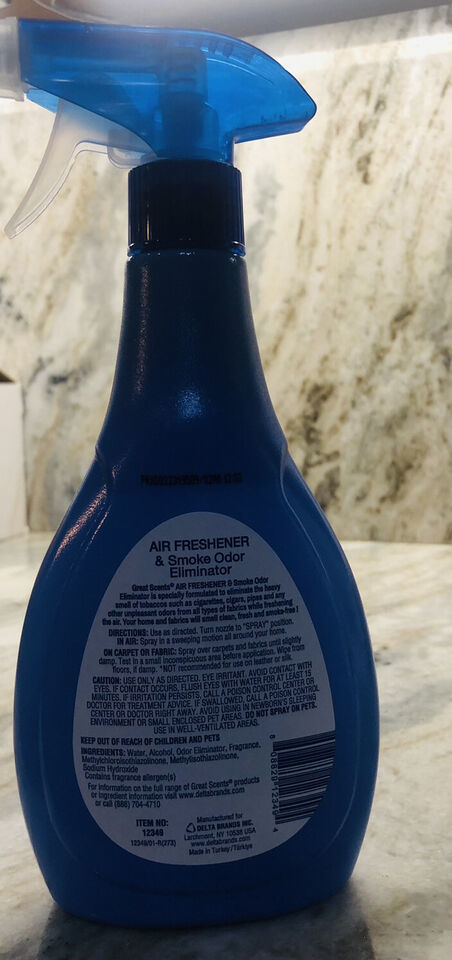 AIR FRESHENER
& Smoke Odor
Eliminator
Great Scents® AIR FRESHENER & Smoke Odor
Eliminator is specially formulated to eliminate the heavy
smell of tobaccos such as cigarettes, cigars, pipes and any
other unpleasant odors from all types of fabrics while freshening
the air. Your home and fabrics will smell clean, fresh and smoke-free!
DIRECTIONS: Use as directed. Turn nozzle to "SPRAY" position.
IN AIR: Spray in a sweeping motion all around your home.
ON CARPET OR FABRIC: Spray over carpets and fabric until slightly
damp. Test in a small inconspicuous area before application. Wipe from
floors, if damp. *NOT recommended for use on leather or silk.
CAUTION: USE ONLY AS DIRECTED. EYE IRRITANT. AVOID CONTACT WITH
EYES. IF CONTACT OCCURS, FLUSH EYES WITH WATER FOR AT LEAST 15
MINUTES. IF IRRITATION PERSISTS, CALL A POISON CONTROL CENTER OR
DOCTOR FOR TREATMENT ADVICE. IF SWALLOWED, CALL A POISON CONTROL
CENTER OR DOCTOR RIGHT AWAY. AVOID USING IN NEWBORN'S SLEEPING
ENVIRONMENT OR SMALL ENCLOSED PET AREAS. DO NOT SPRAY ON PETS.
USE IN WELL-VENTILATED AREAS.
KEEP OUT OF REACH OF CHILDREN AND PETS
INGREDIENTS: Water, Alcohol, Odor Eliminator, Fragrance,
Methylchloroisothiazolinone, Methylisothiazolinone,
Sodium Hydroxide
Contains fragrance allergen(s)
For information on the full range of Great Scents® products
or ingredient information visit www.deltabrands.com
or call (888) 704-4710
ITEM NO:
12349
12349/01-R(273)
Manufactured for
DELTA BRANDS INC.
Larchmont, NY 10538 USA
www.deltabrands.com
Made in Turkey/Türkiye